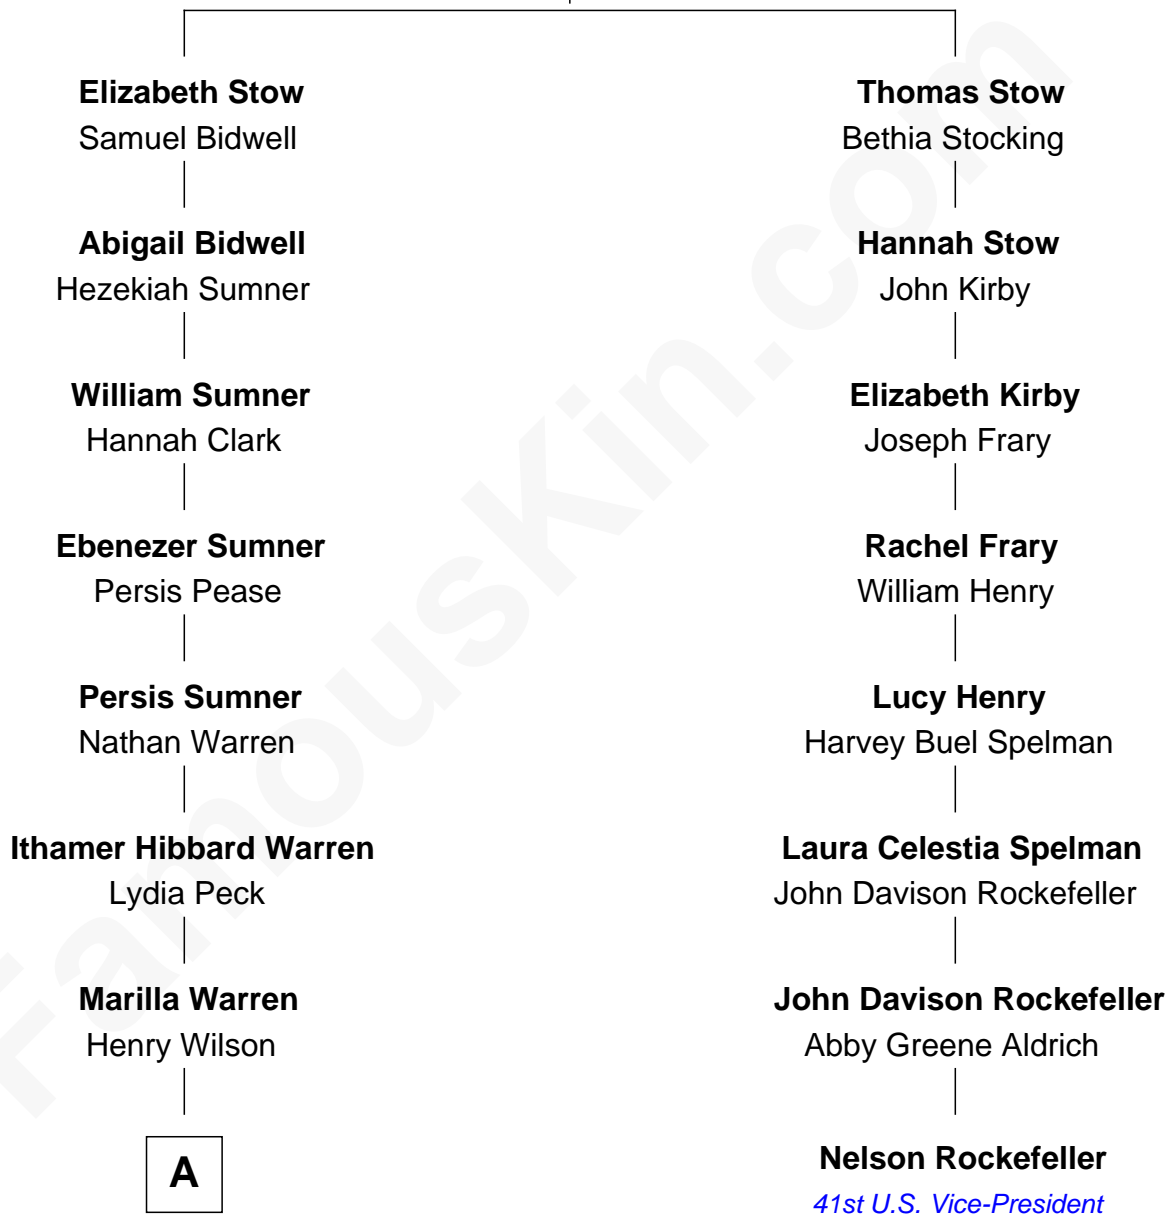 Elizabeth Stow
Samuel Bidwell
Abigail Bidwell
Hezekiah Sumner
William Sumner
Hannah Clark
Ebenezer Sumner
Persis Pease
Persis Sumner
Nathan Warren
Ithamer Hibbard Warren
Lydia Peck
Marilla Warren
Henry Wilson
A
Thomas Stow
Bethia Stocking
Hannah Stow
John Kirby
Elizabeth Kirby
Joseph Frary
Rachel Frary
William Henry
Lucy Henry
Harvey Buel Spelman
Laura Celestia Spelman
John Davison Rockefeller
John Davison Rockefeller
Abby Greene Aldrich
Nelson Rockefeller
41st U.S. Vice-President
FamousKin.com